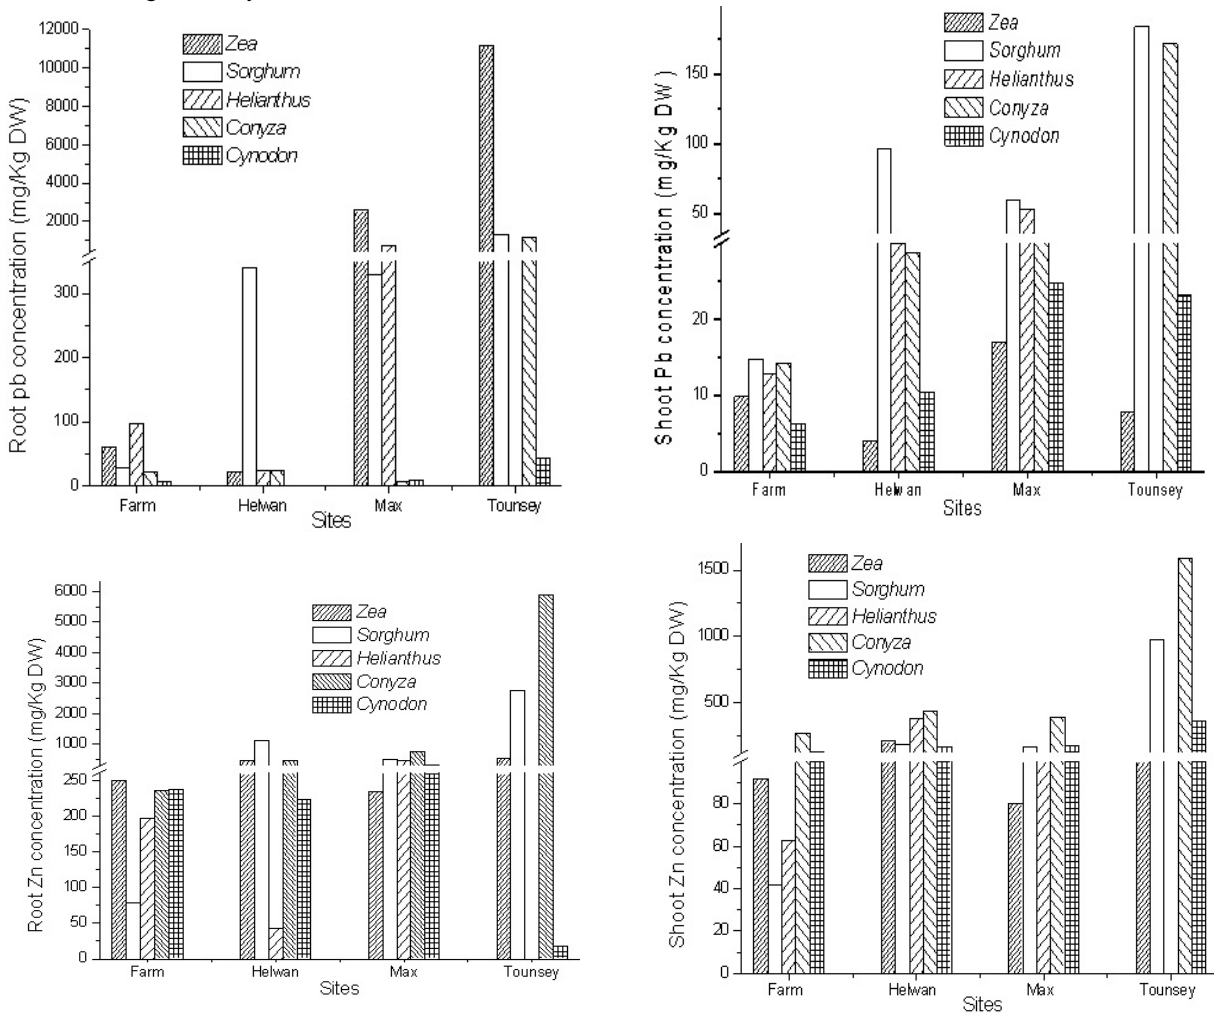 12000
10000
8000
6000
4000
2000
300
200
100
0
Root pb concentration (mg/Kg DW)
Zea
Sorghum
Helianthus
Conyza
Cynodon
Farm Helwan Max Tounsey
Sites
150
100
50
20
10
0
Shoot Pb concentration (mg/Kg DW )
Zea
Sorghum
Helianthus
Conyza
Cynodon
Farm Helwan Max Tounsey
Sites
6000
5000
4000
3000
2000
1000
250
200
150
100
50
0
Root Zn concentration (mg/Kg DW)
Zea
Sorghum
Helianthus
Conyza
Cynodon
Farm Helwan Max Tounsey
Sites
1500
1000
500
80
60
40
20
0
Shoot Zn concentration (mg/Kg DW)
Zea
Sorghum
Helianthus
Conyza
Cynodon
Farm Helwan Max Tounsey
Sites